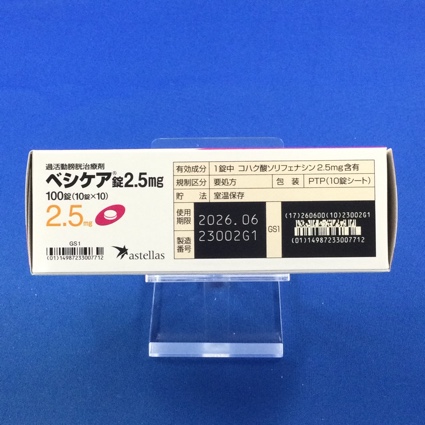 過活動膀胱治療剤
ベシケア®錠2.5mg
100錠(10錠×10)
2.5mg
GS1
(01)14987233007712
astellas
有効成分 1錠中 コハク酸ソリフェナシン 2.5mg含有
規制区分 要処方 包装 PTP(10錠シート)
貯法 室温保存
使用期限 2026.06
製造番号 23002G1
GS1
(17)260600(10)23002G1
(01)14987233007712